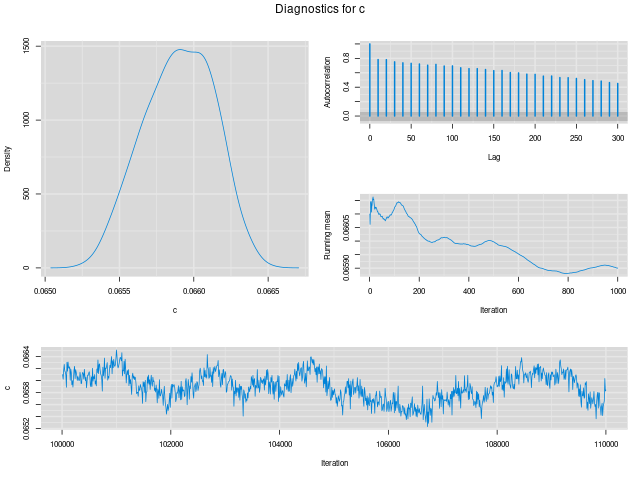 Diagnostics for c
Density
1500
1000
500
0
0.0650 0.0655 0.0660 0.0665
c
Autocorrelation
0.8
0.4
0.0
0 50 100 150 200 250 300
Lag
Running mean
0.06605
0.06590
0 200 400 600 800 1000
Iteration
c
0.0664
0.0658
0.0652
100000 102000 104000 106000 108000 110000
Iteration